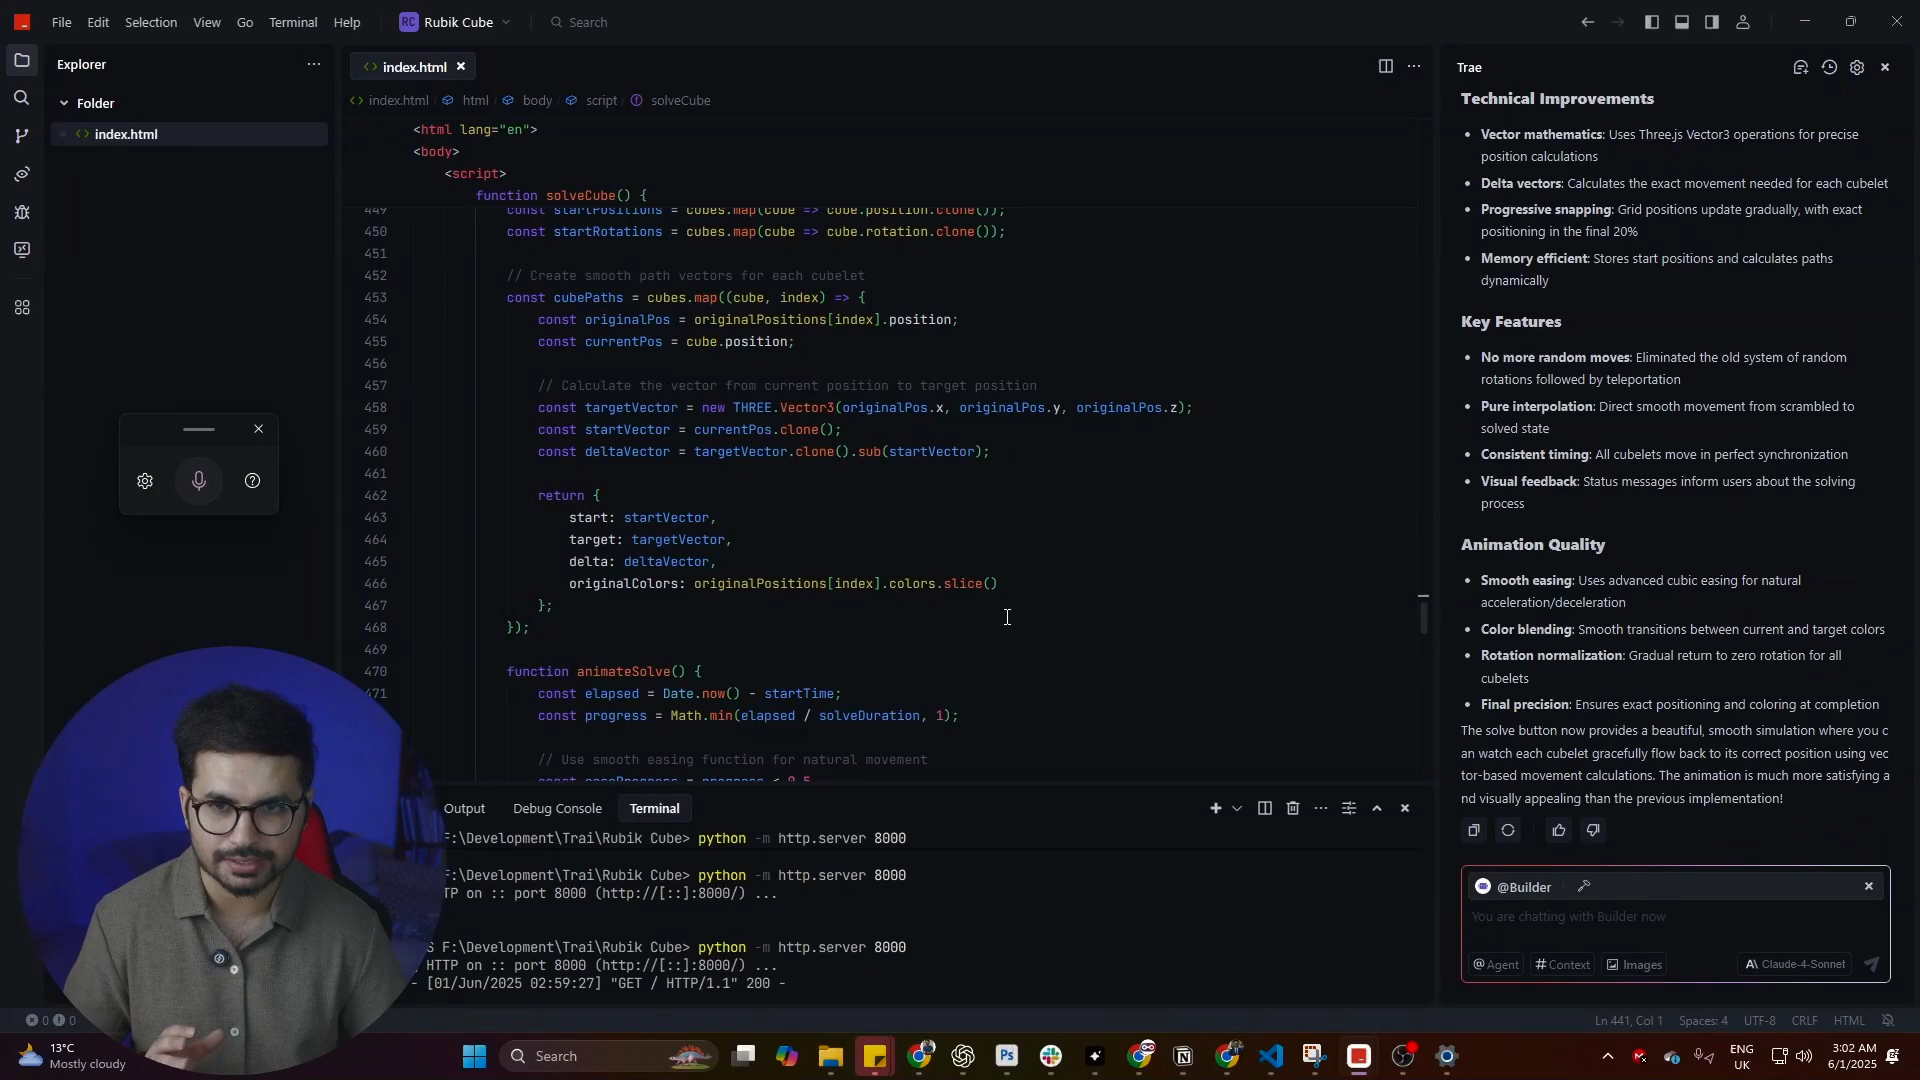 File Edit Selection View Go Terminal Help RC Rubik Cube Search
Explorer
Folder
index.html
index.html
index.html html body script solveCube
<html lang="en">
<body>
<script>
function solveCube() {
449 const startPositions = cubes.map(cube => cube.position.clone());
450 const startRotations = cubes.map(cube => cube.rotation.clone());
451
452 // Create smooth path vectors for each cubelet
453 const cubePaths = cubes.map((cube, index) => {
454 const originalPos = originalPositions[index].position;
455 const currentPos = cube.position;
456
457 // Calculate the vector from current position to target position
458 const targetVector = new THREE.Vector3(originalPos.x, originalPos.y, originalPos.z);
459 const startVector = currentPos.clone();
460 const deltaVector = targetVector.clone().sub(startVector);
461
462 return {
463 start: startVector,
464 target: targetVector,
465 delta: deltaVector,
466 originalColors: originalPositions[index].colors.slice()
467 };
468 });
469
470 function animateSolve() {
471 const elapsed = Date.now() - startTime;
const progress = Math.min(elapsed / solveDuration, 1);
// Use smooth easing function for natural movement
const easeProgress = progress < 0.5
Output Debug Console Terminal
F:\Development\Trai\Rubik Cube> python -m http.server 8000
F:\Development\Trai\Rubik Cube> python -m http.server 8000
TP on :: port 8000 (http://[::]:8000/) ...
S F:\Development\Trai\Rubik Cube> python -m http.server 8000
HTTP on :: port 8000 (http://[::]:8000/) ...
- [01/Jun/2025 02:59:27] "GET / HTTP/1.1" 200 -
Trae
Technical Improvements
Vector mathematics: Uses Three.js Vector3 operations for precise
position calculations
Delta vectors: Calculates the exact movement needed for each cubelet
Progressive snapping: Grid positions update gradually, with exact
positioning in the final 20%
Memory efficient: Stores start positions and calculates paths
dynamically
Key Features
No more random moves: Eliminated the old system of random
rotations followed by teleportation
Pure interpolation: Direct smooth movement from scrambled to
solved state
Consistent timing: All cubelets move in perfect synchronization
Visual feedback: Status messages inform users about the solving
process
Animation Quality
Smooth easing: Uses advanced cubic easing for natural
acceleration/deceleration
Color blending: Smooth transitions between current and target colors
Rotation normalization: Gradual return to zero rotation for all
cubelets
Final precision: Ensures exact positioning and coloring at completion
The solve button now provides a beautiful, smooth simulation where you c
an watch each cubelet gracefully flow back to its correct position using vec
tor-based movement calculations. The animation is much more satisfying a
nd visually appealing than the previous implementation!
@Builder
You are chatting with Builder now
@Agent #Context Images A\ Claude-4-Sonnet
0 0
Ln 441, Col 1 Spaces: 4 UTF-8 CRLF HTML
13°C
Mostly cloudy
Search
Ps
ENG
UK
3:02 AM
6/1/2025